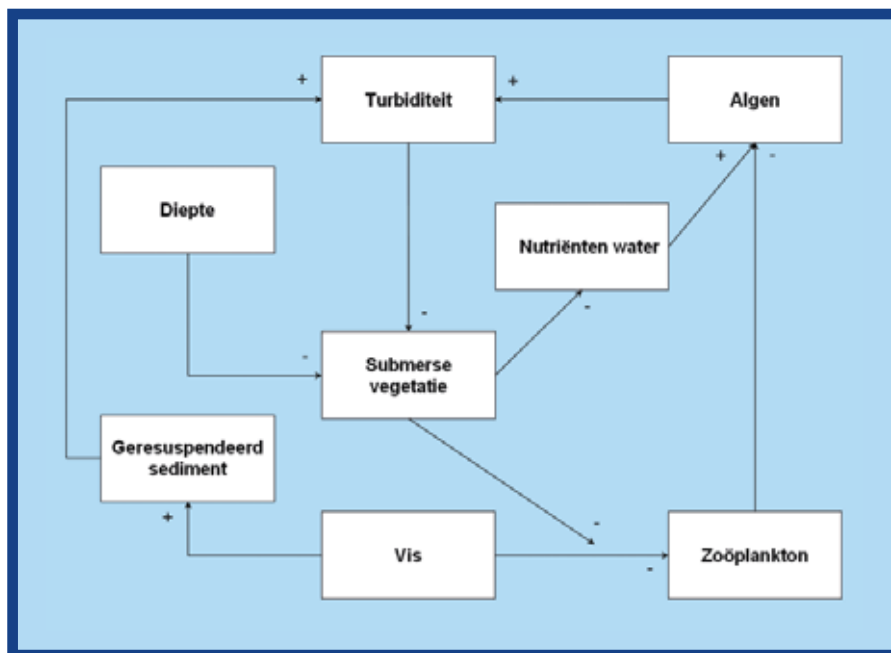 +
Turbiditeit
+
Algen
+
-
Diepte
Nutriënten water
-
-
-
Submerse
vegetatie
Geresuspendeerd
sediment
+
-
Vis
-
Zoöplankton